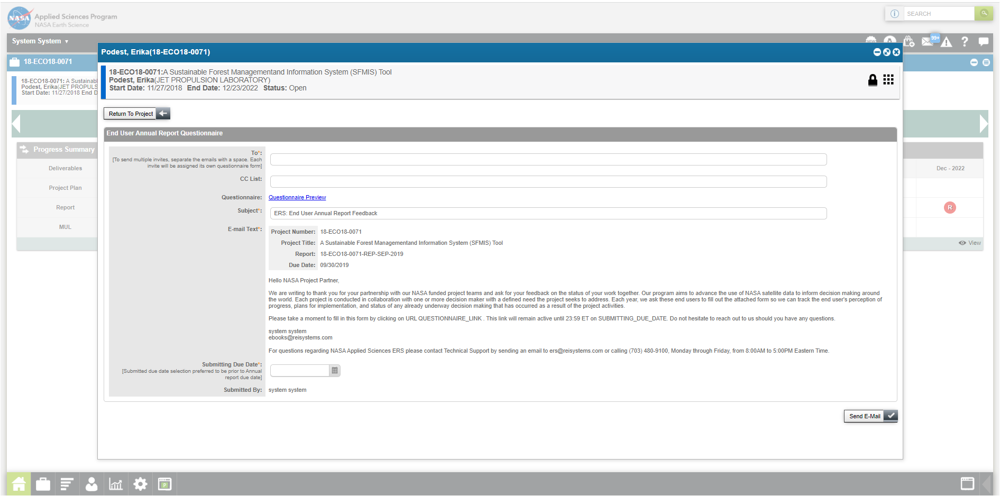 NASA
Applied Sciences Program
NASA Earth Science
SEARCH
System System
99+
18-ECO18-0071
18-ECO18-0071: A Sustainabl
Podest, Erika(JET PROPULS
Start Date: 11/27/2018 End D
Podest, Erika(18-ECO18-0071)
18-ECO18-0071:A Sustainable Forest Managementand Information System (SFMIS) Tool
Podest, Erika(JET PROPULSION LABORATORY)
Start Date: 11/27/2018 End Date: 12/23/2022 Status: Open
Return To Project
End User Annual Report Questionnaire
To*:
[To send multiple invites, separate the emails with a space. Each
invite will be assigned its own questionnaire form]
CC List:
Questionnaire: Questionnaire Preview
Subject*: ERS: End User Annual Report Feedback
E-mail Text*:
Project Number: 18-ECO18-0071
Project Title: A Sustainable Forest Managementand Information System (SFMIS) Tool
Report: 18-ECO18-0071-REP-SEP-2019
Due Date: 09/30/2019
Hello NASA Project Partner,
We are writing to thank you for your partnership with our NASA funded project teams and ask for your feedback on the status of your work together. Our program aims to advance the use of NASA satellite data to inform decision making around
the world. Each project is conducted in collaboration with one or more decision maker with a defined need the project seeks to address. Each year, we ask these end users to fill out the attached form so we can track the end user's perception of
progress, plans for implementation, and status of any already underway decision making that has occurred as a result of the project activities.
Please take a moment to fill in this form by clicking on URL QUESTIONNAIRE_LINK . This link will remain active until 23:59 ET on SUBMITTING_DUE_DATE. Do not hesitate to reach out to us should you have any questions.
system system
ebooks@reisystems.com
For questions regarding NASA Applied Sciences ERS please contact Technical Support by sending an email to ers@reisystems.com or calling (703) 480-9100, Monday through Friday, from 8:00AM to 5:00PM Eastern Time.
Submitting Due Date*:
[Submitted due date selection preferred to be prior to Annual
report due date]
Submitted By: system system
Send E-Mail
Progress Summary
Deliverables
Project Plan
Report
MUL
Dec - 2022
R
View
P